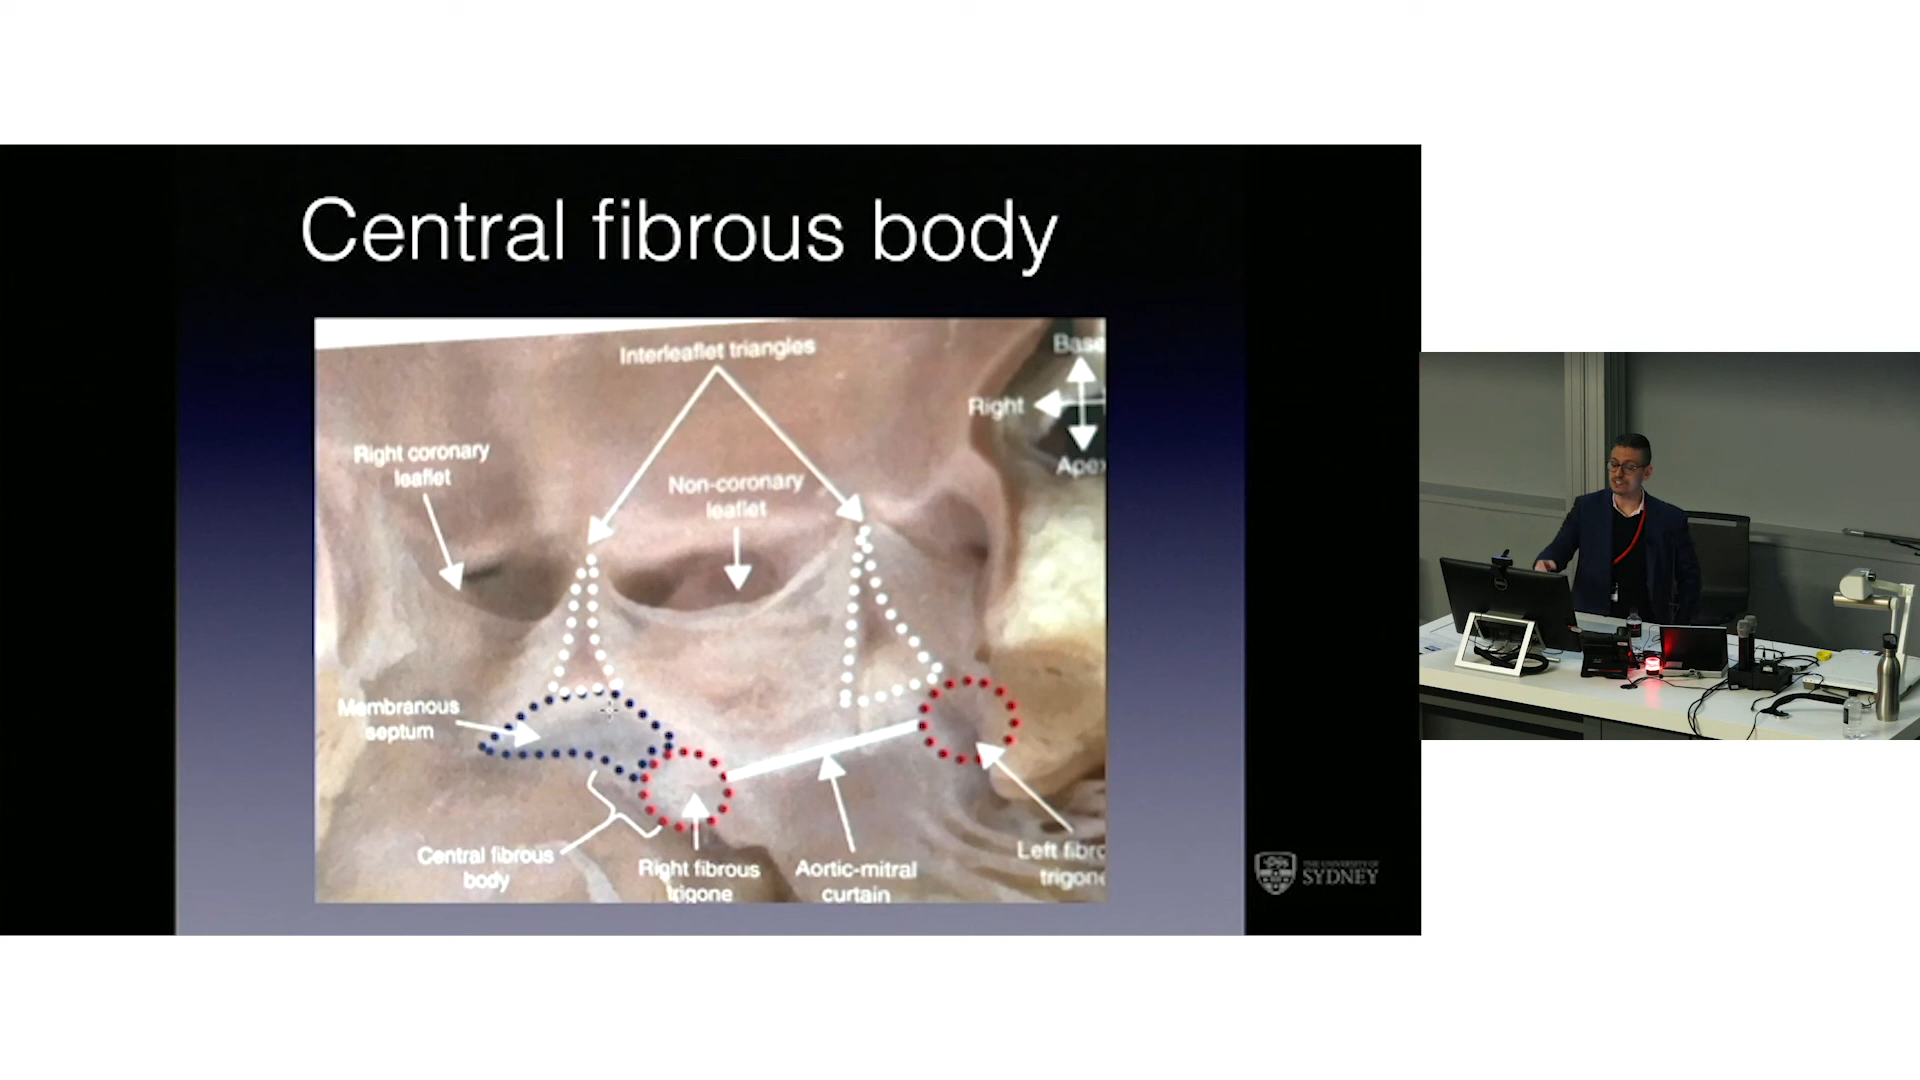 Central fibrous body
Interleaflet triangles
Base
Right
Apex
Right coronary
leaflet
Non-coronary
leaflet
Membranous
septum
Central fibrous
body
Right fibrous
trigone
Aortic-mitral
curtain
Left fibro
trigone
THE UNIVERSITY OF
SYDNEY